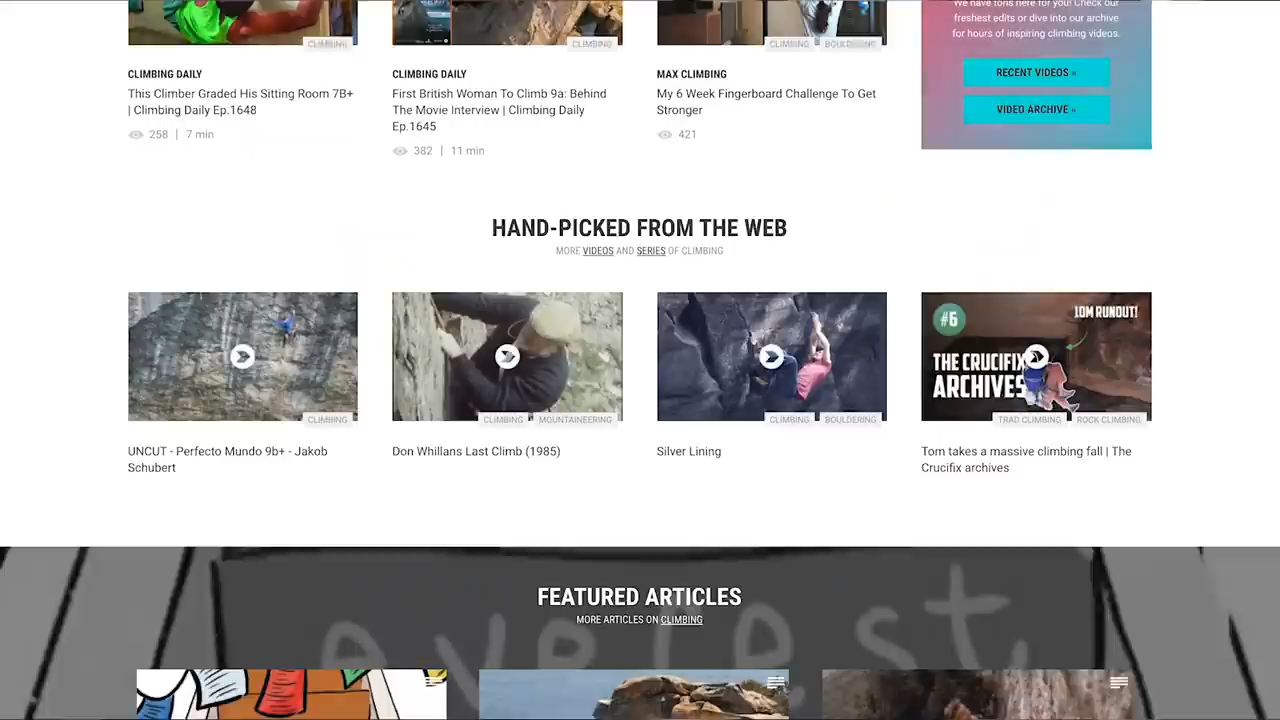 We have tons here for you! Check our
freshest edits or dive into our archive
for hours of inspiring climbing videos.
CLIMBING
CLIMBING
CLIMBING BOULDERING
RECENT VIDEOS »
VIDEO ARCHIVE »
CLIMBING DAILY
This Climber Graded His Sitting Room 7B+
| Climbing Daily Ep.1648
258 | 7 min
CLIMBING DAILY
First British Woman To Climb 9a: Behind
The Movie Interview | Climbing Daily
Ep.1645
382 | 11 min
MAX CLIMBING
My 6 Week Fingerboard Challenge To Get
Stronger
421
HAND-PICKED FROM THE WEB
MORE VIDEOS AND SERIES OF CLIMBING
CLIMBING
UNCUT - Perfecto Mundo 9b+ - Jakob
Schubert
CLIMBING MOUNTAINEERING
Don Whillans Last Climb (1985)
CLIMBING BOULDERING
Silver Lining
#6
TOM RUNOUT!
THE CRUCIFIX
ARCHIVES
TRAD CLIMBING ROCK CLIMBING
Tom takes a massive climbing fall | The
Crucifix archives
everest
FEATURED ARTICLES
MORE ARTICLES ON CLIMBING